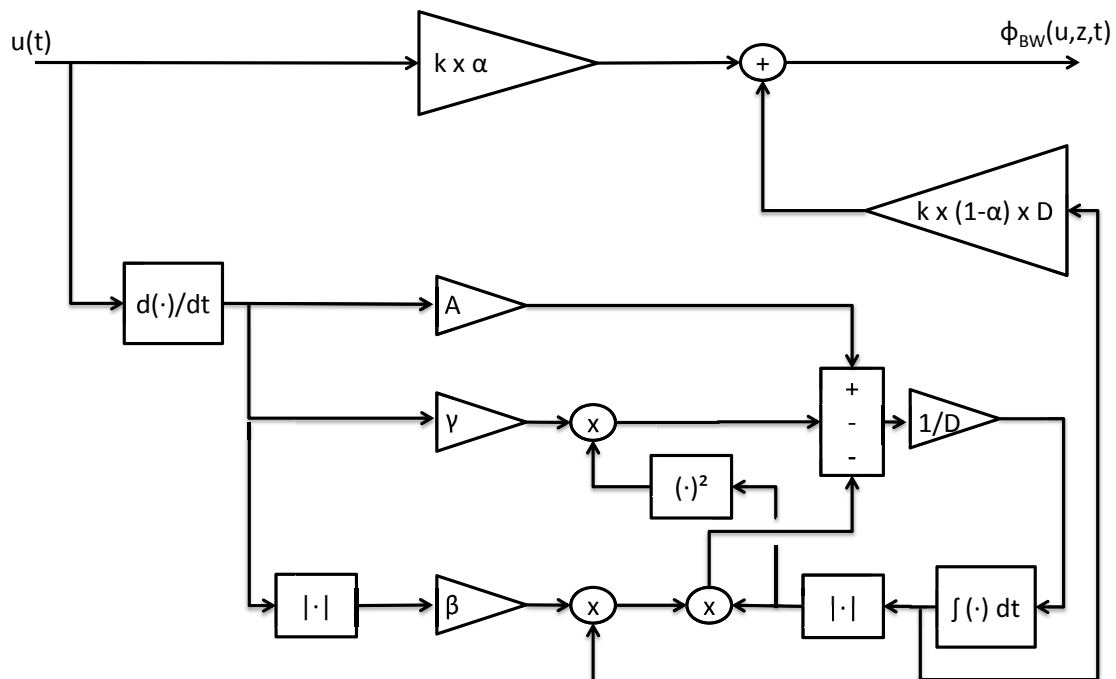 u(t)
k x α
+
ϕBW(u,z,t)
k x (1-α) x D
d(·)/dt
A
γ
x
+
-
-
1/D
(·)²
|·|
β
x
x
|·|
∫ (·) dt